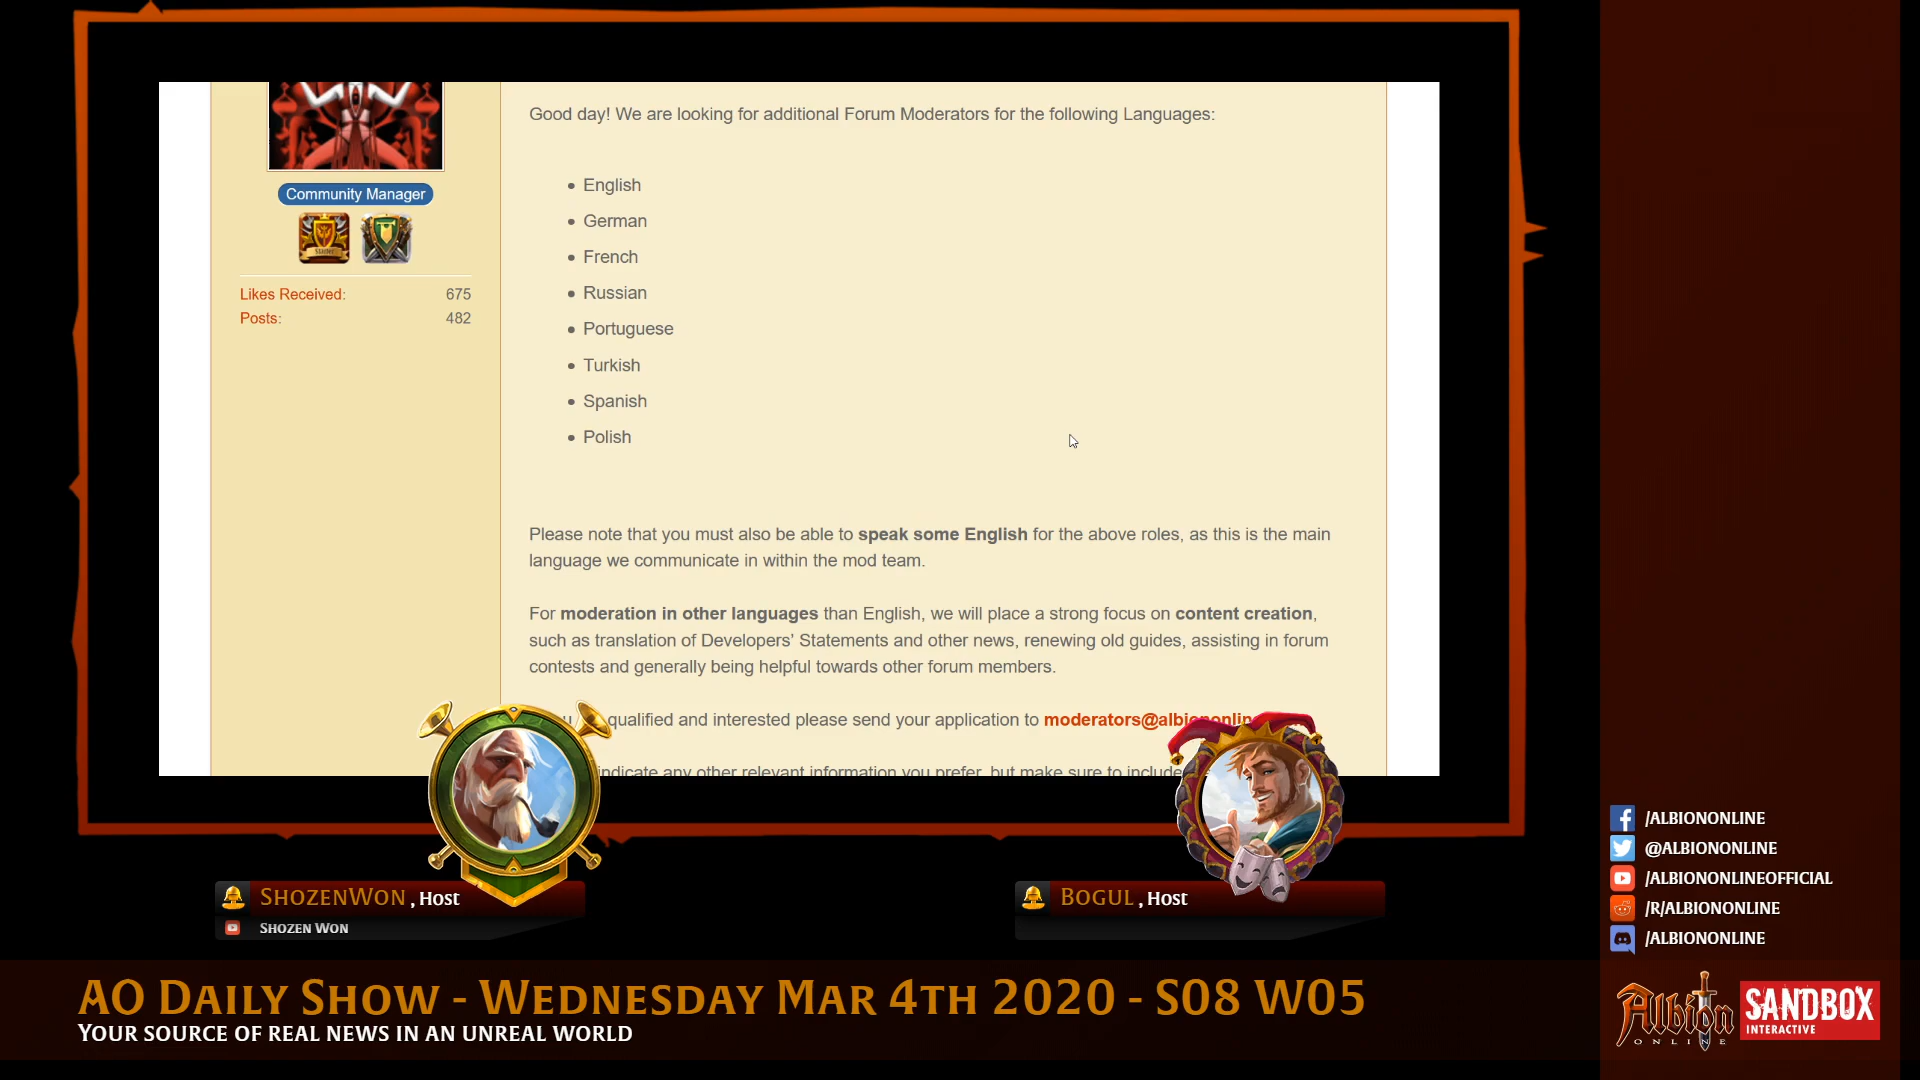 Good day! We are looking for additional Forum Moderators for the following Languages:
Community Manager
Likes Received: 675
Posts: 482
• English
• German
• French
• Russian
• Portuguese
• Turkish
• Spanish
• Polish
Please note that you must also be able to speak some English for the above roles, as this is the main
language we communicate in within the mod team.
For moderation in other languages than English, we will place a strong focus on content creation,
such as translation of Developers' Statements and other news, renewing old guides, assisting in forum
contests and generally being helpful towards other forum members.
qualified and interested please send your application to moderators@albiononlin
indicate any other relevant information you prefer, but make sure to include
SHOZENWON , HOST
SHOZEN WON
BOGUL , HOST
/ALBIONONLINE
@ALBIONONLINE
/ALBIONONLINEOFFICIAL
/R/ALBIONONLINE
/ALBIONONLINE
AO DAILY SHOW - WEDNESDAY MAR 4TH 2020 - S08 W05
YOUR SOURCE OF REAL NEWS IN AN UNREAL WORLD
Albion
ONLINE
SANDBOX
INTERACTIVE